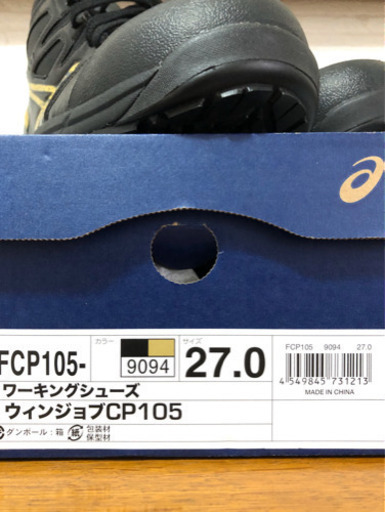 FCP105-
カラー
9094
サイズ
27.0
FCP105 9094 27.0
4 549845 731213
MADE IN CHINA
ワーキングシューズ
ウィンジョブCP105
ダンボール：箱 紙 包装材
保型材